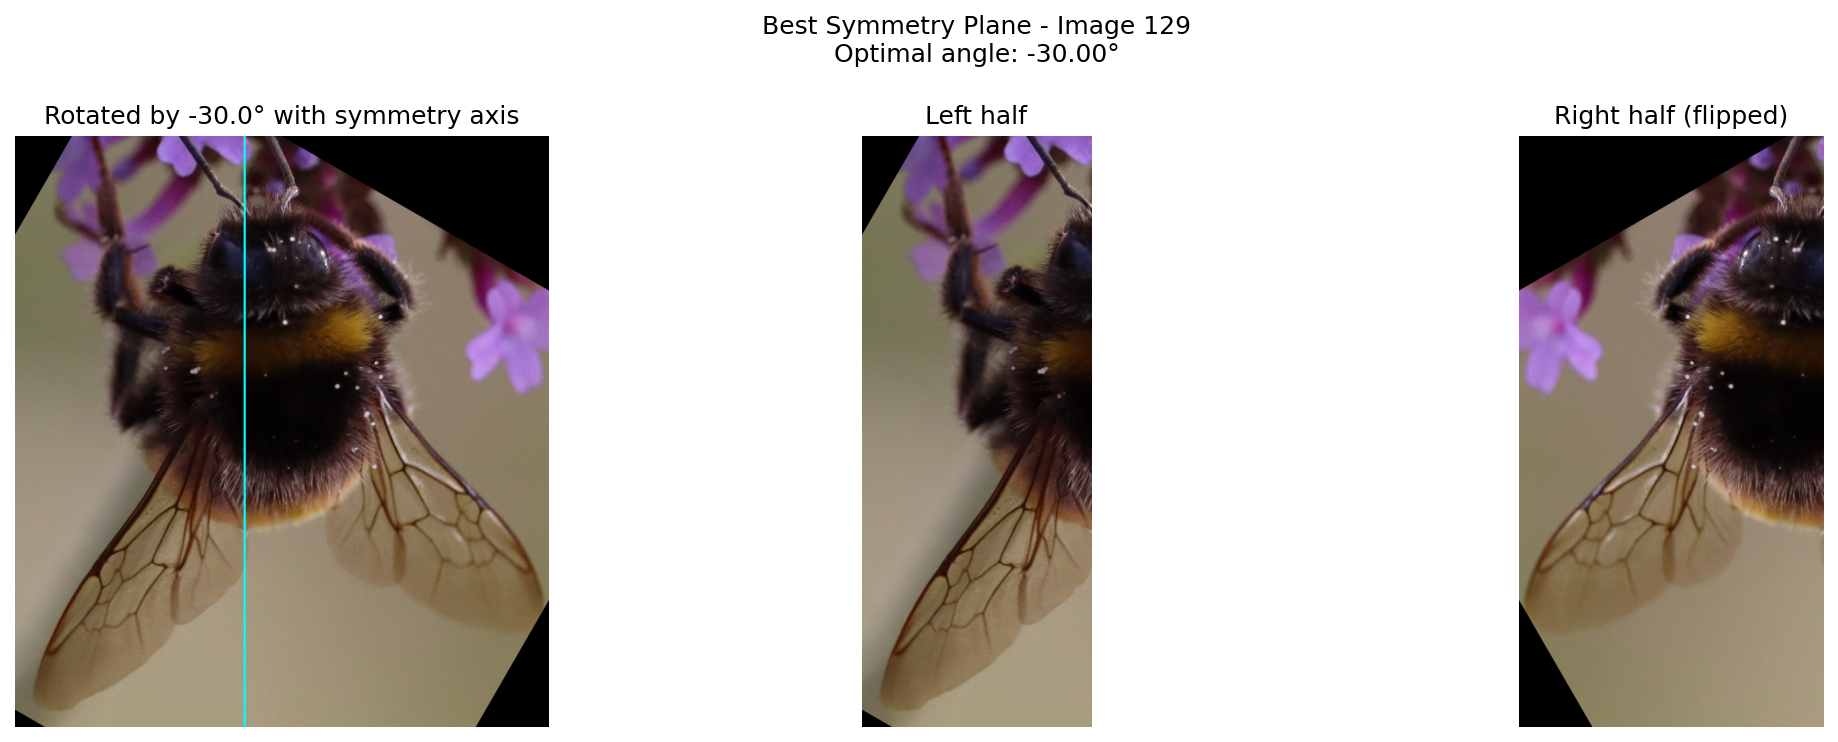 Best Symmetry Plane - Image 129
Optimal angle: -30.00°
Rotated by -30.0° with symmetry axis
Left half
Right half (flipped)